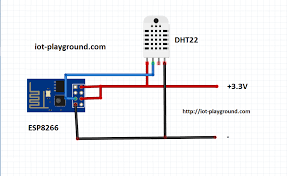 iot-playground.com
DHT22
+3.3V
http://iot-playground.com
ESP8266
-